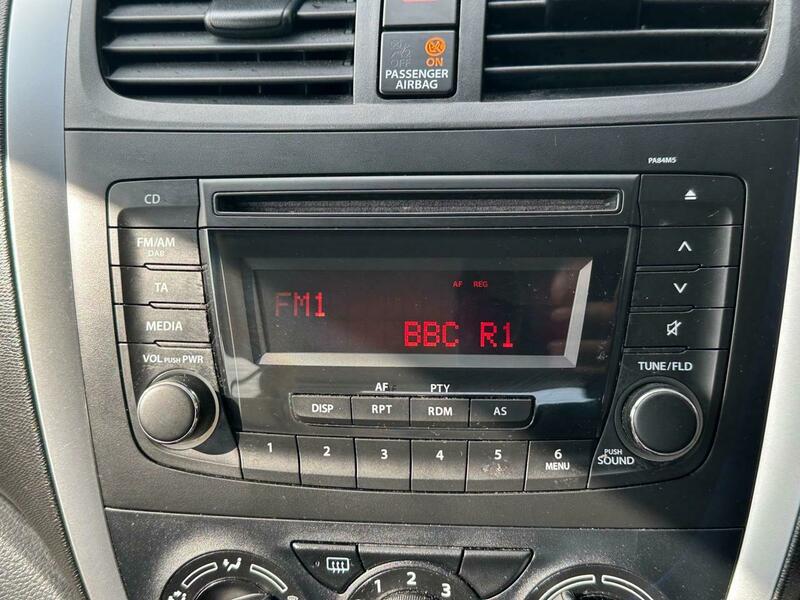 OFF ON
PASSENGER
AIRBAG
PA84M5
CD
FM/AM
DAB
TA
MEDIA
VOL PUSH PWR
AF REG
FM1
BBC R1
TUNE/FLD
AF PTY
DISP RPT RDM AS
1 2 3 4 5 6
MENU
PUSH
SOUND
1 2 3